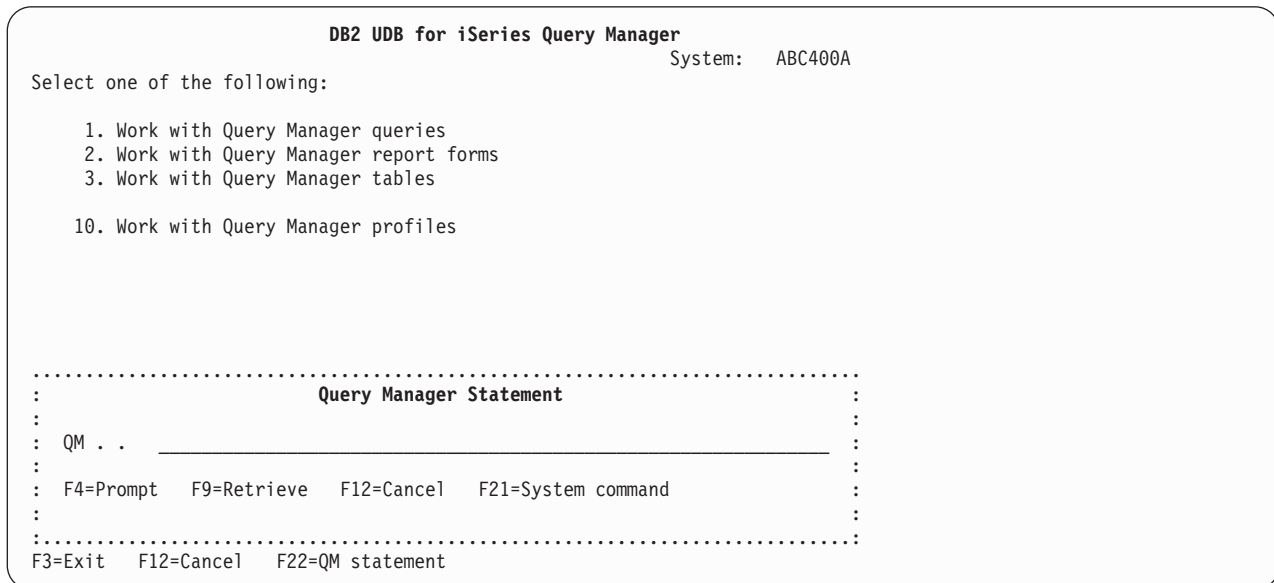 DB2 UDB for iSeries Query Manager
System: ABC400A
Select one of the following:
1. Work with Query Manager queries
2. Work with Query Manager report forms
3. Work with Query Manager tables
10. Work with Query Manager profiles
..............................................................................
: Query Manager Statement :
: :
: QM . . _______________________________________________________________ :
: :
: F4=Prompt F9=Retrieve F12=Cancel F21=System command :
: :
:............................................................................:
F3=Exit F12=Cancel F22=QM statement